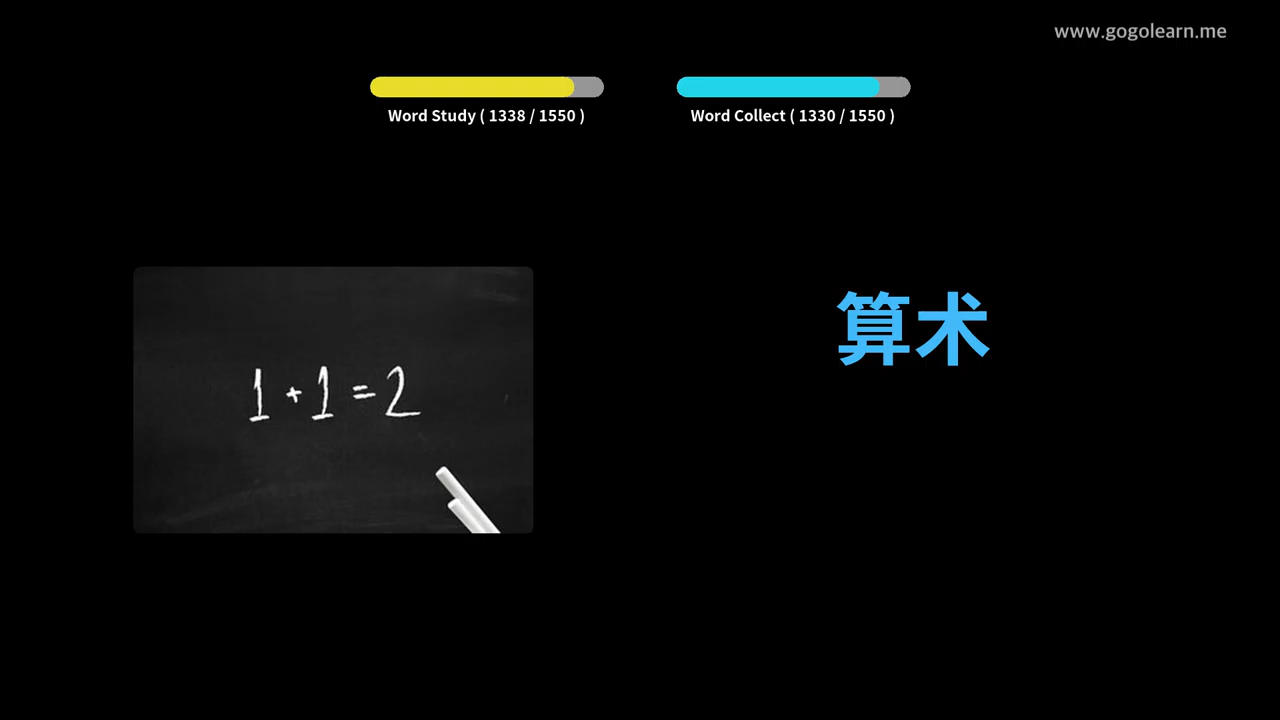 www.gogolearn.me
Word Study ( 1338 / 1550 )
Word Collect ( 1330 / 1550 )
算术
1 + 1 = 2